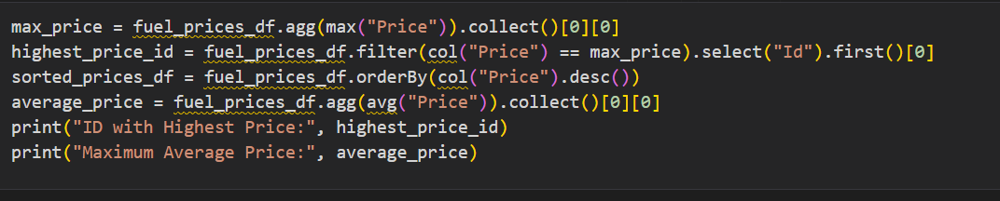 max_price = fuel_prices_df.agg(max("Price")).collect()[0][0]
highest_price_id = fuel_prices_df.filter(col("Price") == max_price).select("Id").first()[0]
sorted_prices_df = fuel_prices_df.orderBy(col("Price").desc())
average_price = fuel_prices_df.agg(avg("Price")).collect()[0][0]
print("ID with Highest Price:", highest_price_id)
print("Maximum Average Price:", average_price)